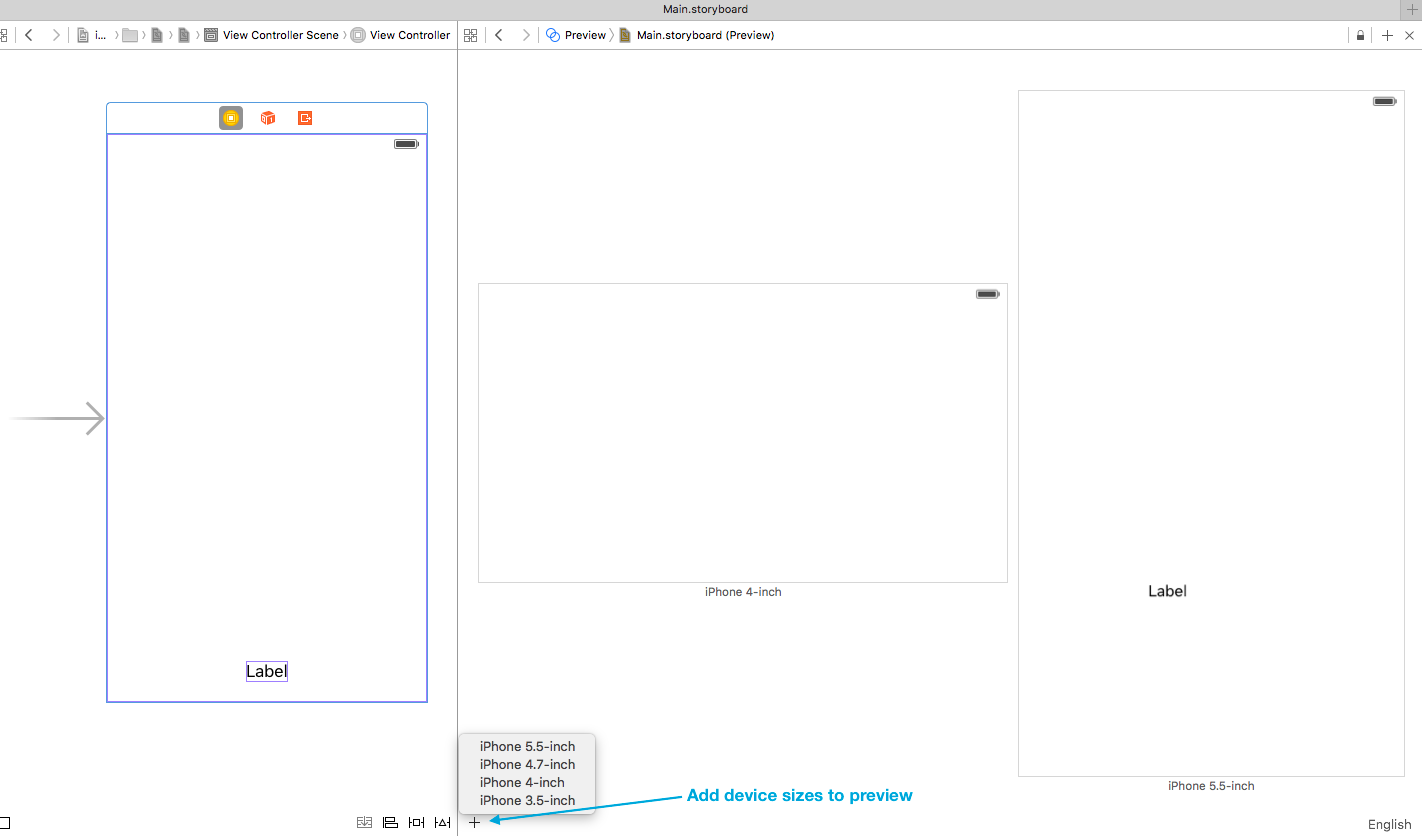 Main.storyboard
i... View Controller Scene View Controller
Preview Main.storyboard (Preview)
Label
iPhone 4-inch
Label
iPhone 5.5-inch
iPhone 5.5-inch
iPhone 4.7-inch
iPhone 4-inch
iPhone 3.5-inch
Add device sizes to preview
English